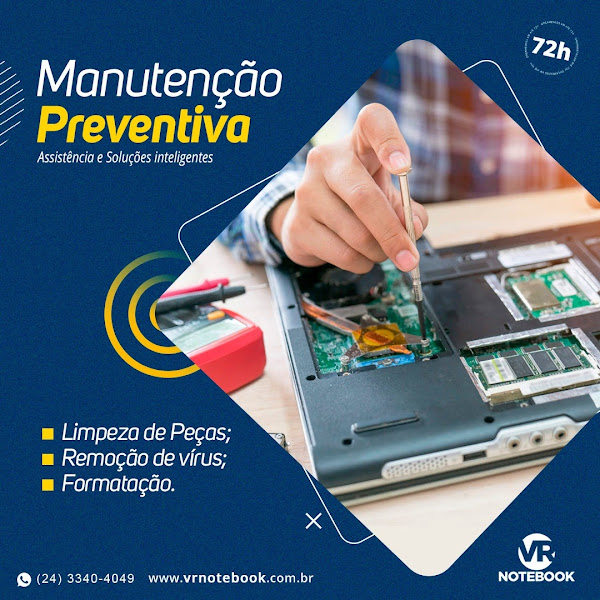 72h
Manutenção
Preventiva
Assistência e Soluções inteligentes
Limpeza de Peças;
Remoção de vírus;
Formatação.
VR
NOTEBOOK
(24) 3340-4049 www.vrnotebook.com.br